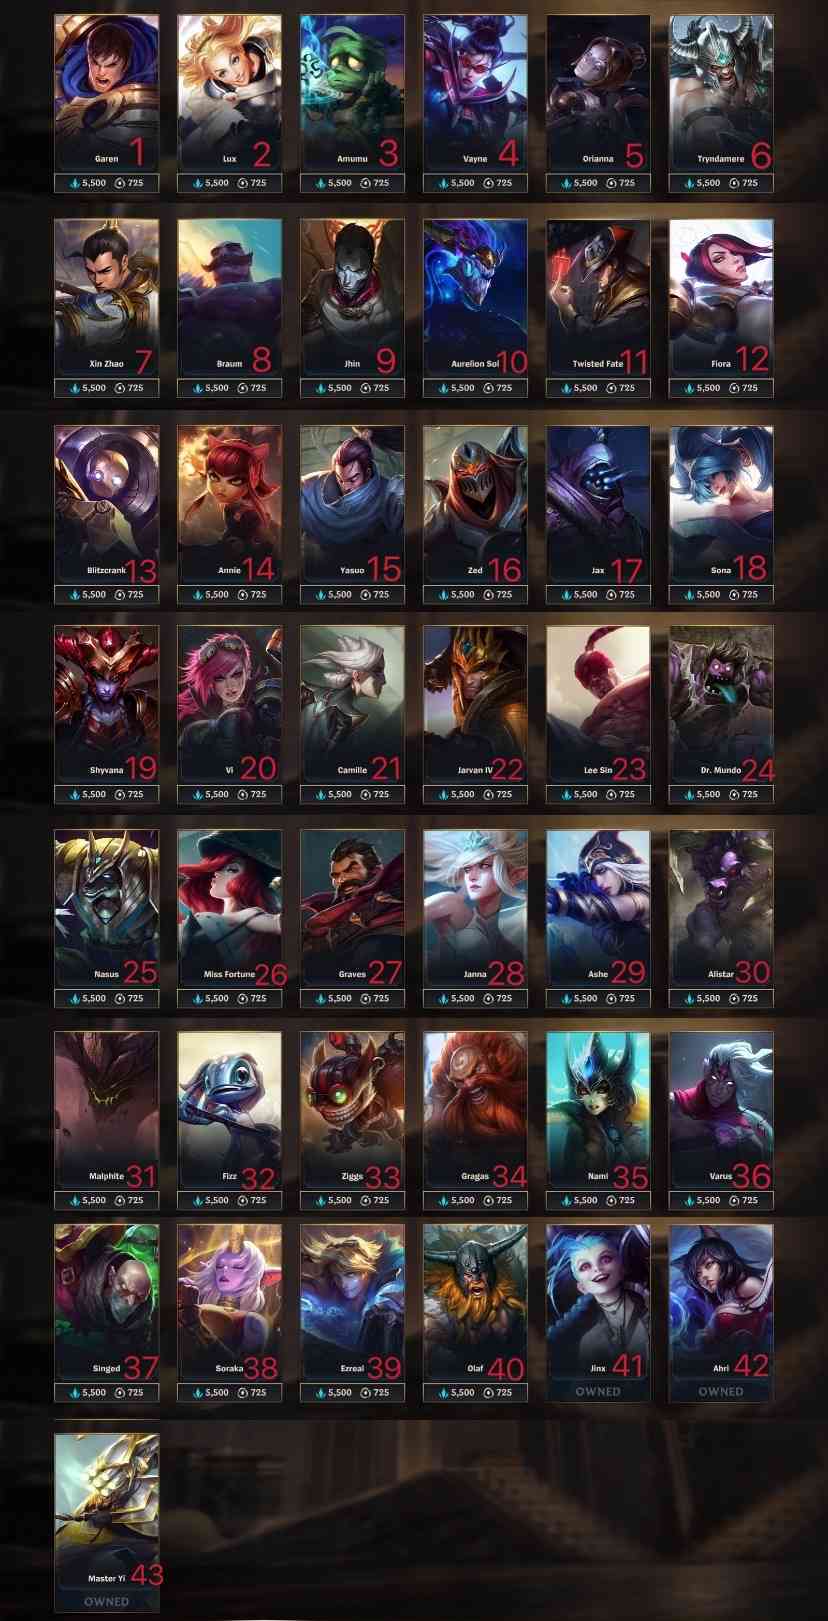 Garen 1 Lux 2 Amumu 3 Vayne 4 Orianna 5 Tryndamere 6
5,500 725 5,500 725 5,500 725 5,500 725 5,500 725 5,500 725
Xin Zhao 7 Braum 8 Jhin 9 Aurelion Sol 10 Twisted Fate 11 Fiora 12
5,500 725 5,500 725 5,500 725 5,500 725 5,500 725 5,500 725
Blitzcrank 13 Annie 14 Yasuo 15 Zed 16 Jax 17 Sona 18
5,500 725 5,500 725 5,500 725 5,500 725 5,500 725 5,500 725
Shyvana 19 Vi 20 Camille 21 Jarvan IV 22 Lee Sin 23 Dr. Mundo 24
5,500 725 5,500 725 5,500 725 5,500 725 5,500 725 5,500 725
Nasus 25 Miss Fortune 26 Graves 27 Janna 28 Ashe 29 Alistar 30
5,500 725 5,500 725 5,500 725 5,500 725 5,500 725 5,500 725
Malphite 31 Fizz 32 Ziggs 33 Gragas 34 Nami 35 Varus 36
5,500 725 5,500 725 5,500 725 5,500 725 5,500 725 5,500 725
Singed 37 Soraka 38 Ezreal 39 Olaf 40 Jinx 41 Ahri 42
5,500 725 5,500 725 5,500 725 5,500 725 OWNED OWNED
Master Yi 43
OWNED